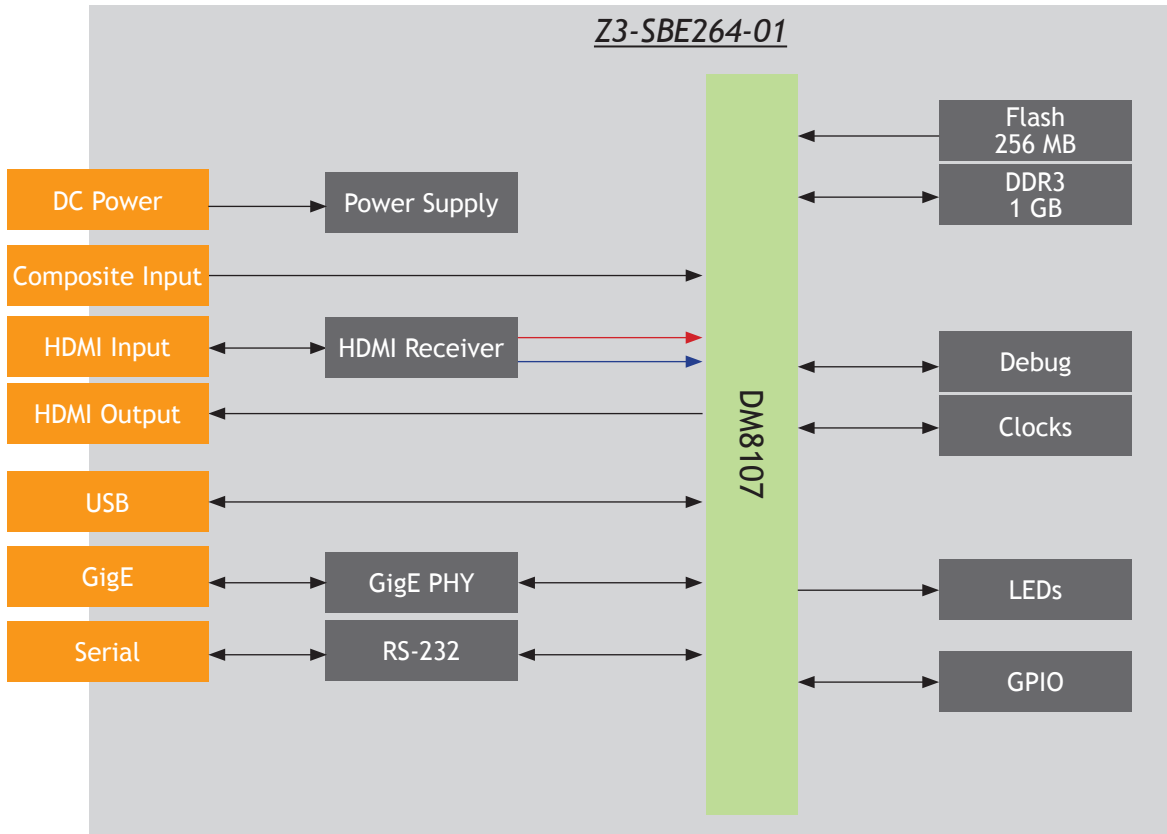 Z3-SBE264-01
Flash
256 MB
DC Power
Power Supply
DDR3
1 GB
Composite Input
HDMI Input
HDMI Receiver
Debug
HDMI Output
DM8107
Clocks
USB
GigE
GigE PHY
LEDs
Serial
RS-232
GPIO